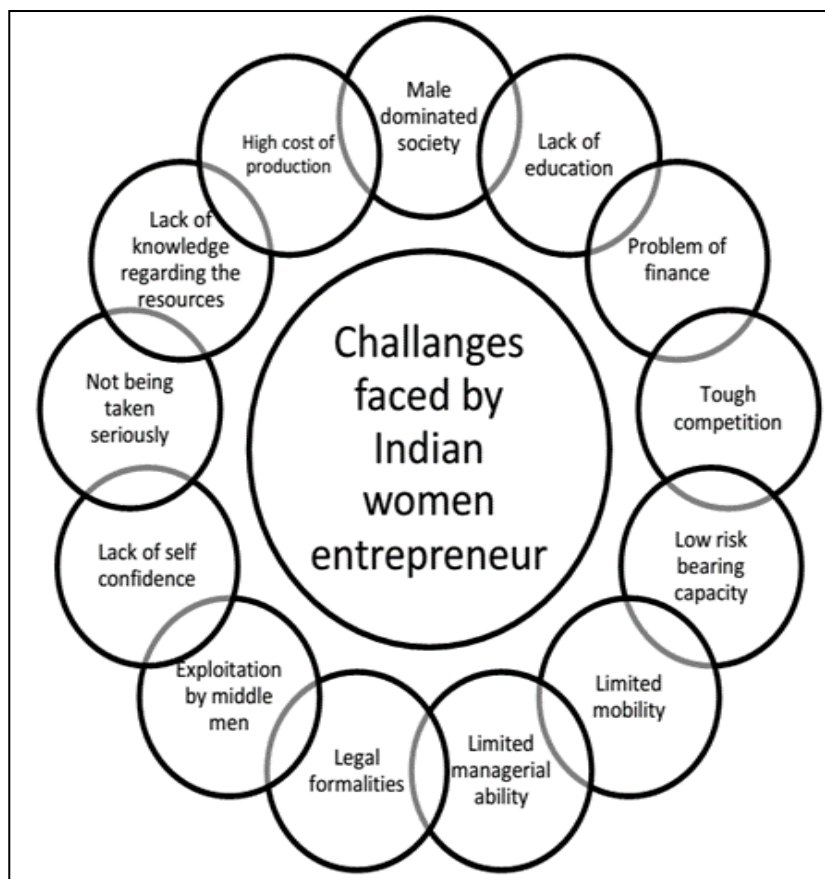 Challanges
faced by
Indian
women
entrepreneur
Male
dominated
society
Lack of
education
Problem of
finance
Tough
competition
Low risk
bearing
capacity
Limited
mobility
Limited
managerial
ability
Legal
formalities
Exploitation
by middle
men
Lack of self
confidence
Not being
taken
seriously
Lack of
knowledge
regarding the
resources
High cost of
production